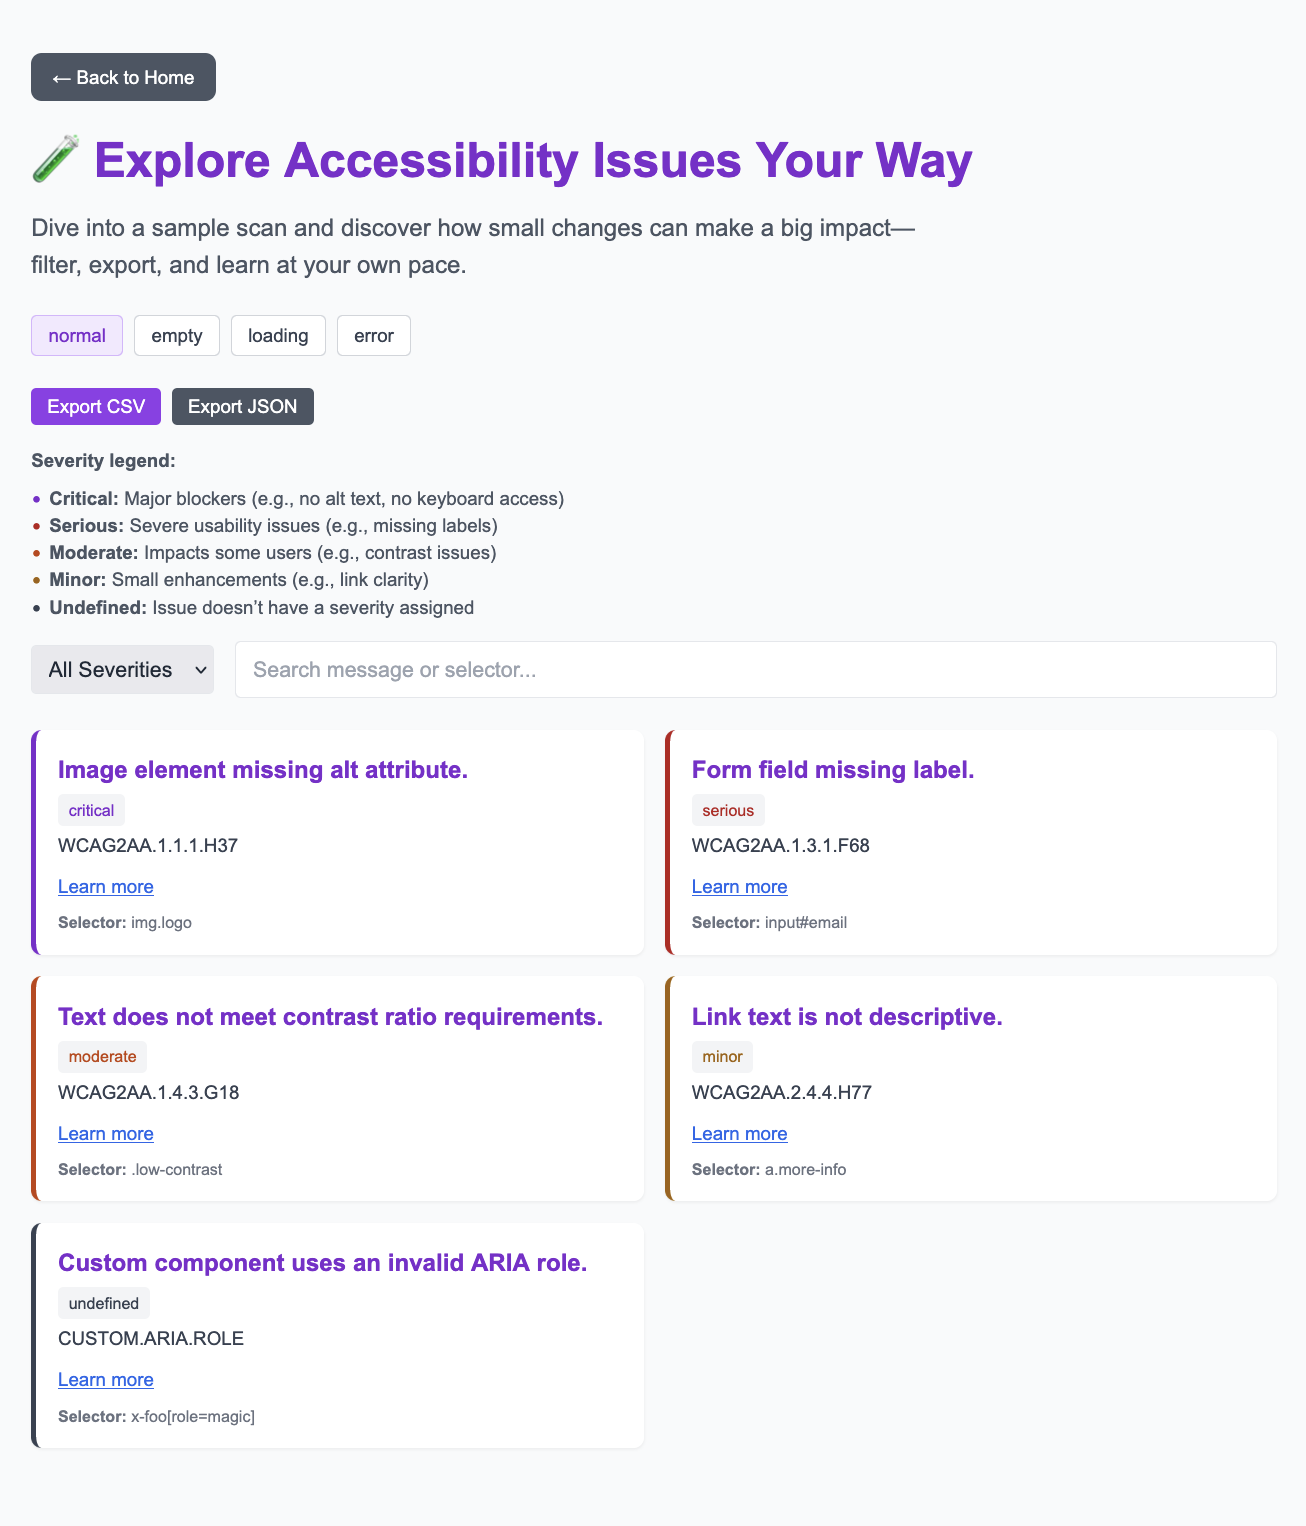 ← Back to Home
Explore Accessibility Issues Your Way
Dive into a sample scan and discover how small changes can make a big impact—
filter, export, and learn at your own pace.
normal empty loading error
Export CSV Export JSON
Severity legend:
• Critical: Major blockers (e.g., no alt text, no keyboard access)
• Serious: Severe usability issues (e.g., missing labels)
• Moderate: Impacts some users (e.g., contrast issues)
• Minor: Small enhancements (e.g., link clarity)
• Undefined: Issue doesn’t have a severity assigned
All Severities Search message or selector...
Image element missing alt attribute.
critical
WCAG2AA.1.1.1.H37
Learn more
Selector: img.logo
Form field missing label.
serious
WCAG2AA.1.3.1.F68
Learn more
Selector: input#email
Text does not meet contrast ratio requirements.
moderate
WCAG2AA.1.4.3.G18
Learn more
Selector: .low-contrast
Link text is not descriptive.
minor
WCAG2AA.2.4.4.H77
Learn more
Selector: a.more-info
Custom component uses an invalid ARIA role.
undefined
CUSTOM.ARIA.ROLE
Learn more
Selector: x-foo[role=magic]